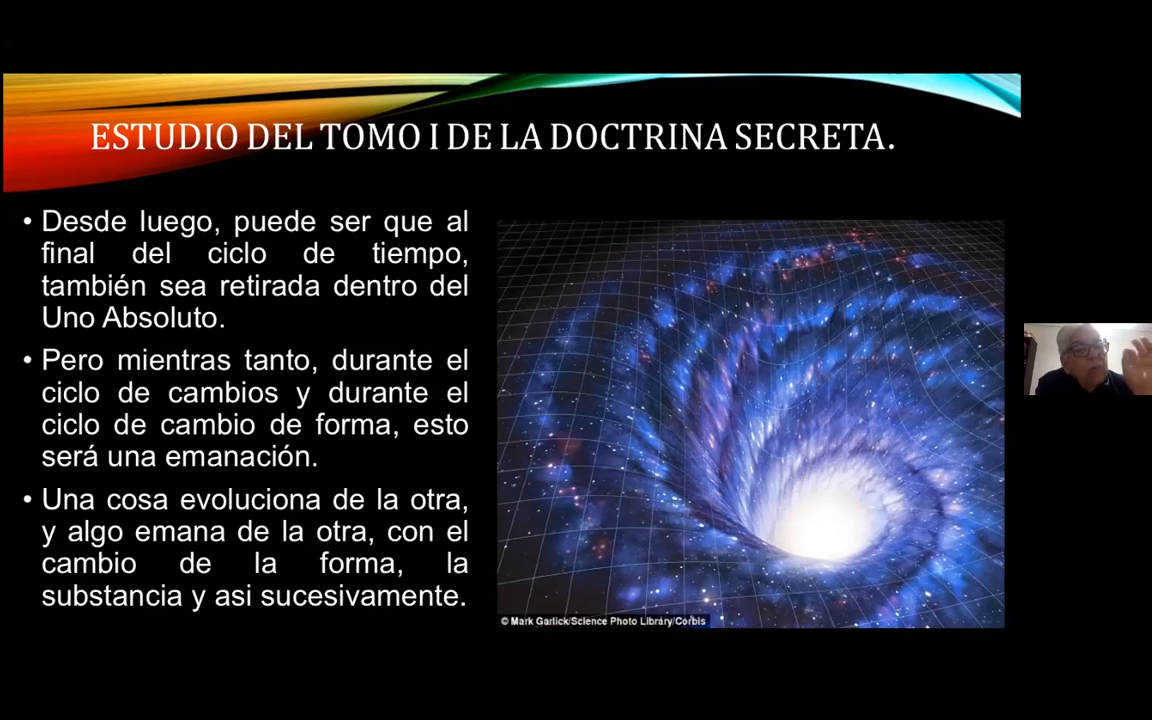 ESTUDIO DEL TOMO I DE LA DOCTRINA SECRETA.
• Desde luego, puede ser que al
final del ciclo de tiempo,
también sea retirada dentro del
Uno Absoluto.
• Pero mientras tanto, durante el
ciclo de cambios y durante el
ciclo de cambio de forma, esto
será una emanación.
• Una cosa evoluciona de la otra,
y algo emana de la otra, con el
cambio de la forma, la
substancia y asi sucesivamente.
© Mark Garlick/Science Photo Library/Corbis